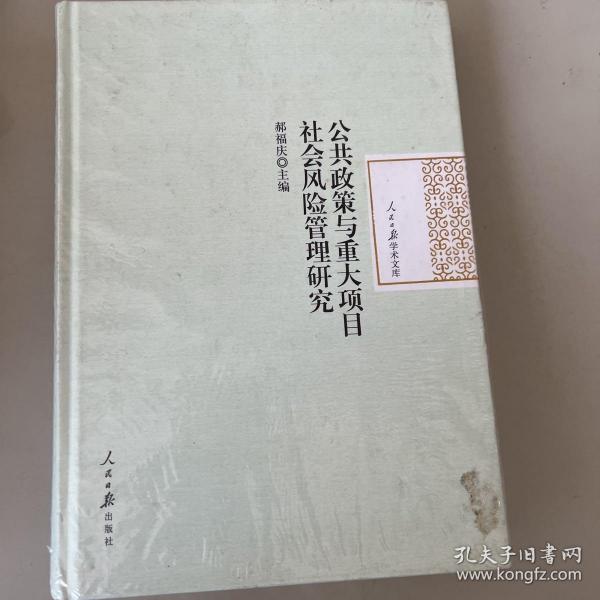 人民日报学术文库
公共政策与重大项目
社会风险管理研究
郝福庆◎主编
人民日报出版社
孔夫子旧书网
www.kongfz.com